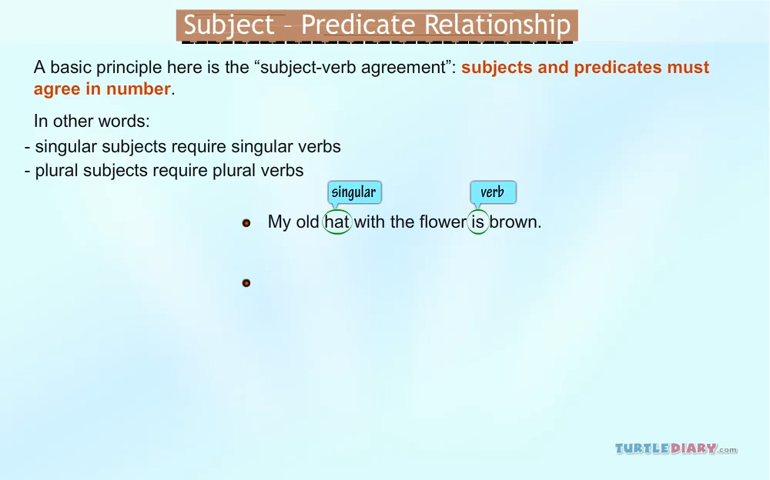 Subject – Predicate Relationship
A basic principle here is the “subject-verb agreement”: subjects and predicates must
agree in number.
In other words:
- singular subjects require singular verbs
- plural subjects require plural verbs
singular verb
My old hat with the flower is brown.
TURTLEDIARY.com